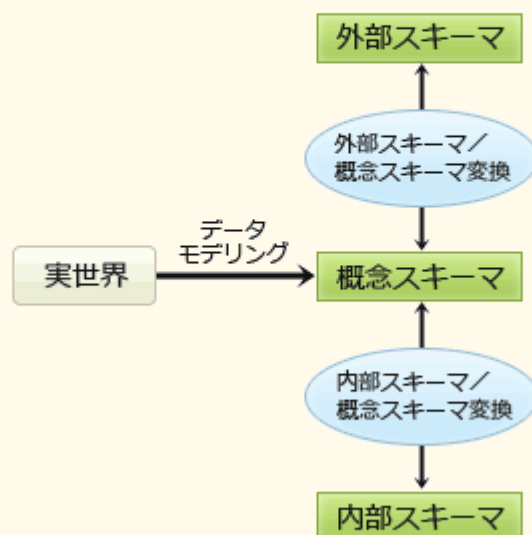 外部スキーマ
外部スキーマ／
概念スキーマ変換
データ
モデリング
実世界
概念スキーマ
内部スキーマ／
概念スキーマ変換
内部スキーマ